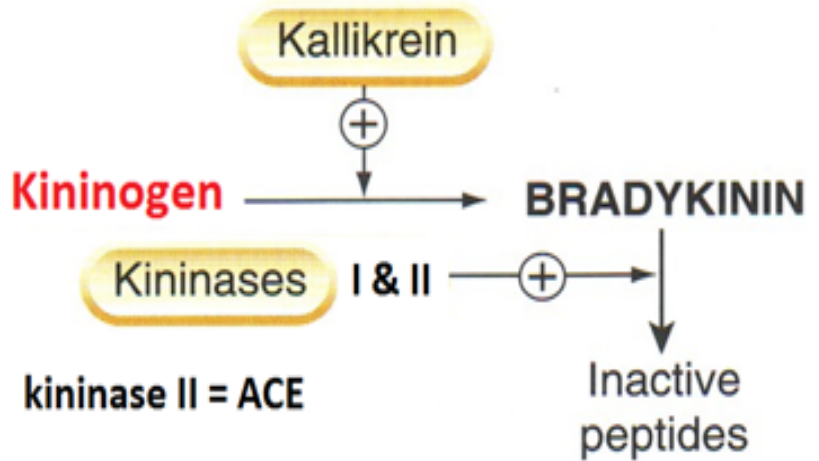 Kallikrein
+
Kininogen
BRADYKININ
Kininases I & II
+
kininase II = ACE
Inactive
peptides